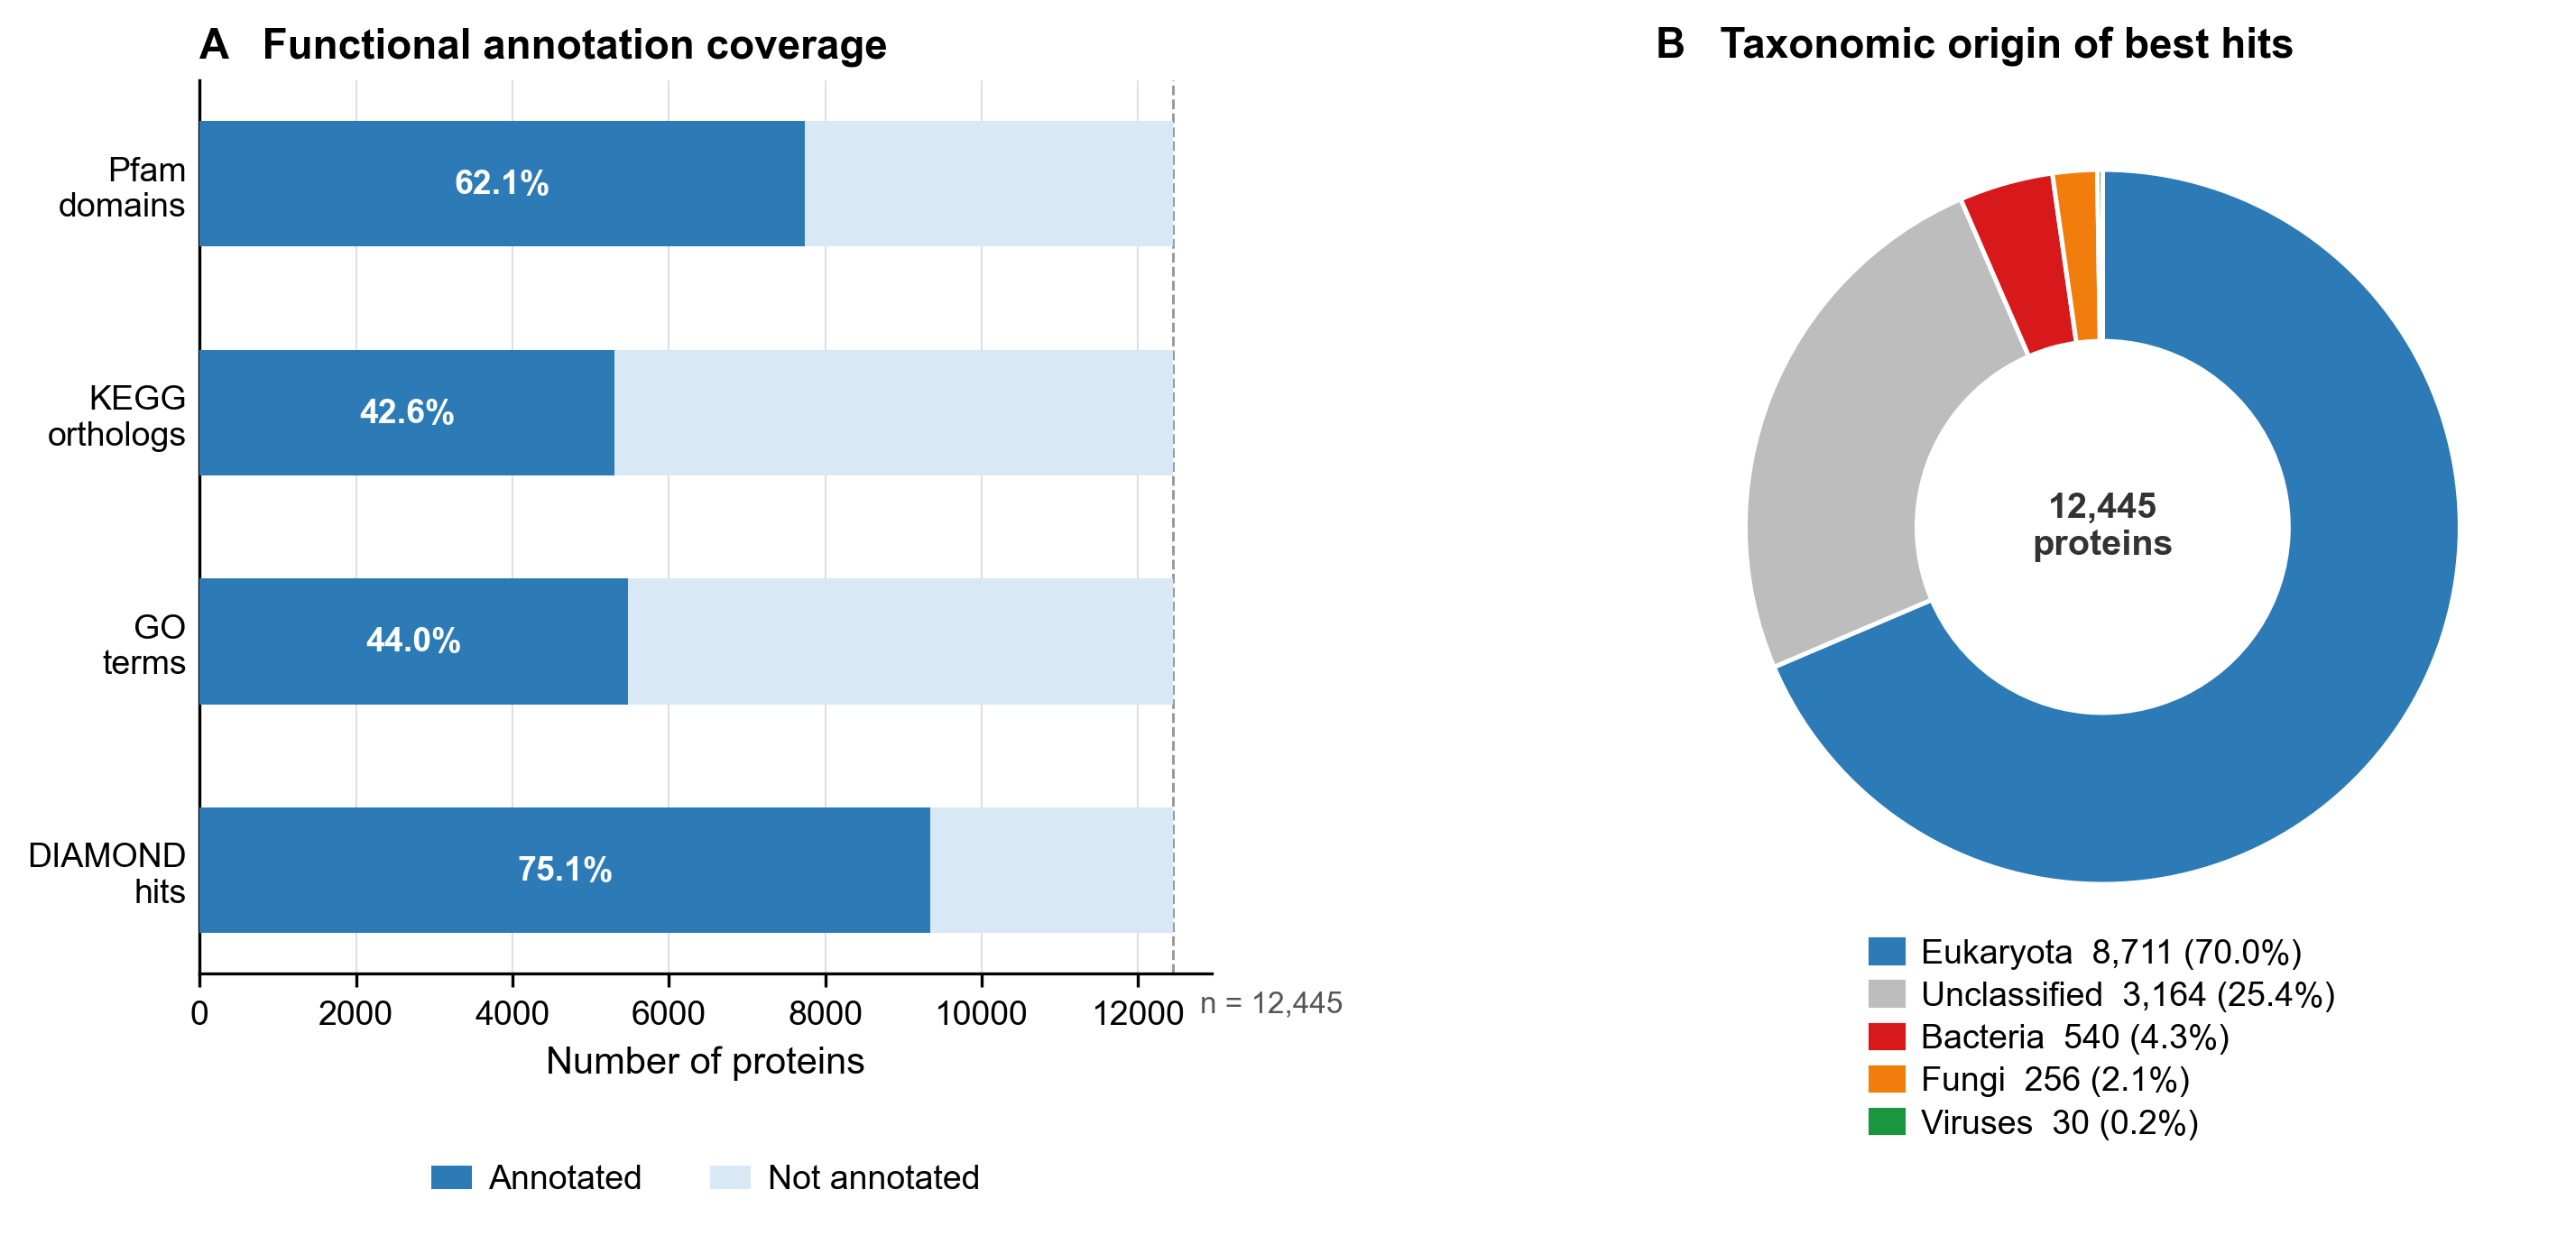 A Functional annotation coverage
Pfam
domains
62.1%
KEGG
orthologs
42.6%
GO
terms
44.0%
DIAMOND
hits
75.1%
0 2000 4000 6000 8000 10000 12000
n = 12,445
Number of proteins
Annotated Not annotated
B Taxonomic origin of best hits
12,445
proteins
Eukaryota 8,711 (70.0%)
Unclassified 3,164 (25.4%)
Bacteria 540 (4.3%)
Fungi 256 (2.1%)
Viruses 30 (0.2%)